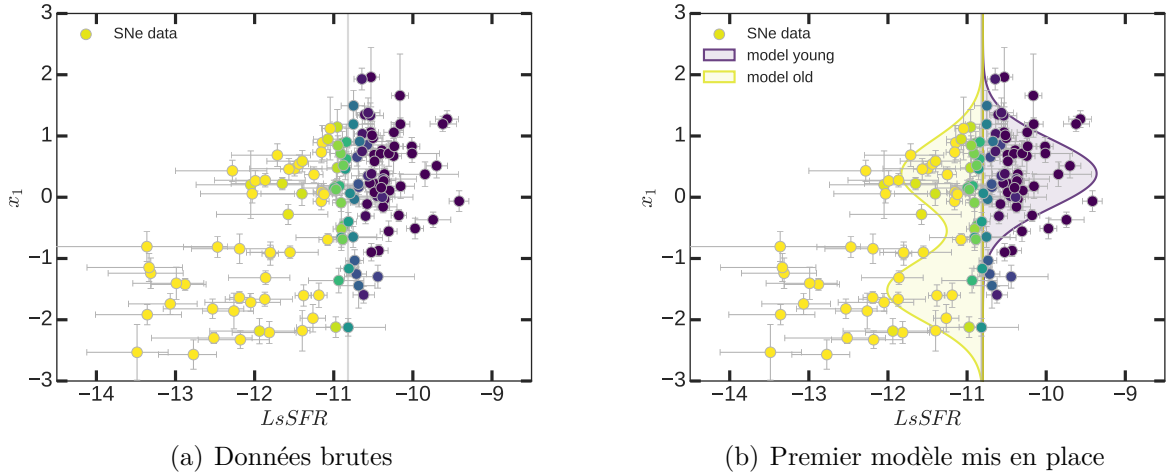 3
2
1
0
−1
−2
−3
x₁
−14 −13 −12 −11 −10 −9
LsSFR
SNe data
(a) Données brutes
3
2
1
0
−1
−2
−3
x₁
−14 −13 −12 −11 −10 −9
LsSFR
SNe data
model young
model old
(b) Premier modèle mis en place